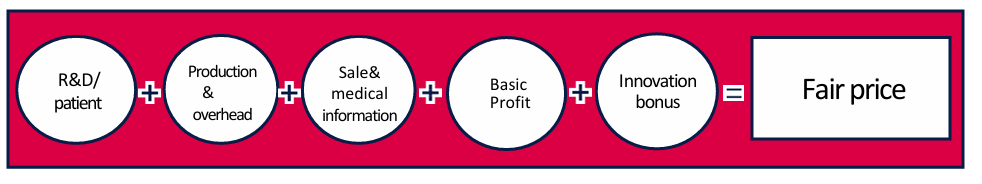 R&D/
patient
+
Production
&
overhead
+
Sale&
medical
information
+
Basic
Profit
+
Innovation
bonus
=
Fair price